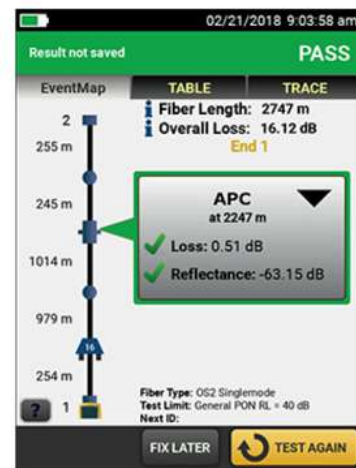 02/21/2018 9:03:58 am
Result not saved PASS
EventMap TABLE TRACE
Fiber Length: 2747 m
Overall Loss: 16.12 dB
End 1
2
255 m
245 m
1014 m
979 m
16
254 m
? 1
APC
at 2247 m
Loss: 0.51 dB
Reflectance: -63.15 dB
Fiber Type: OS2 Singlemode
Test Limit: General PON RL = 40 dB
Next ID:
FIX LATER TEST AGAIN